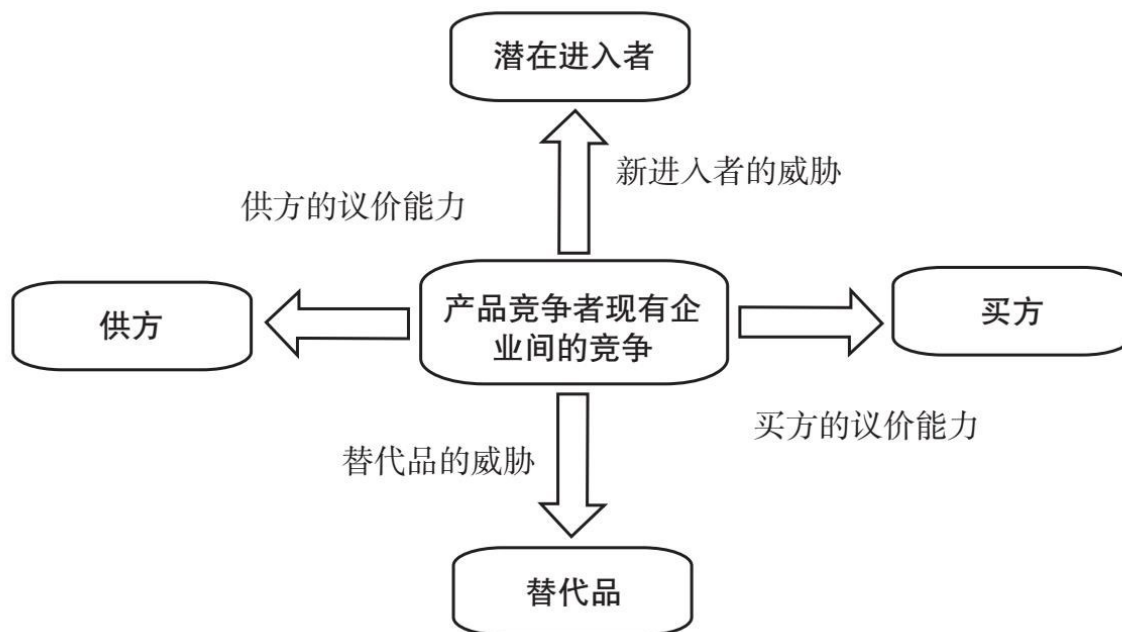 潜在进入者
新进入者的威胁
供方的议价能力
供方
产品竞争者现有企
业间的竞争
买方
买方的议价能力
替代品的威胁
替代品